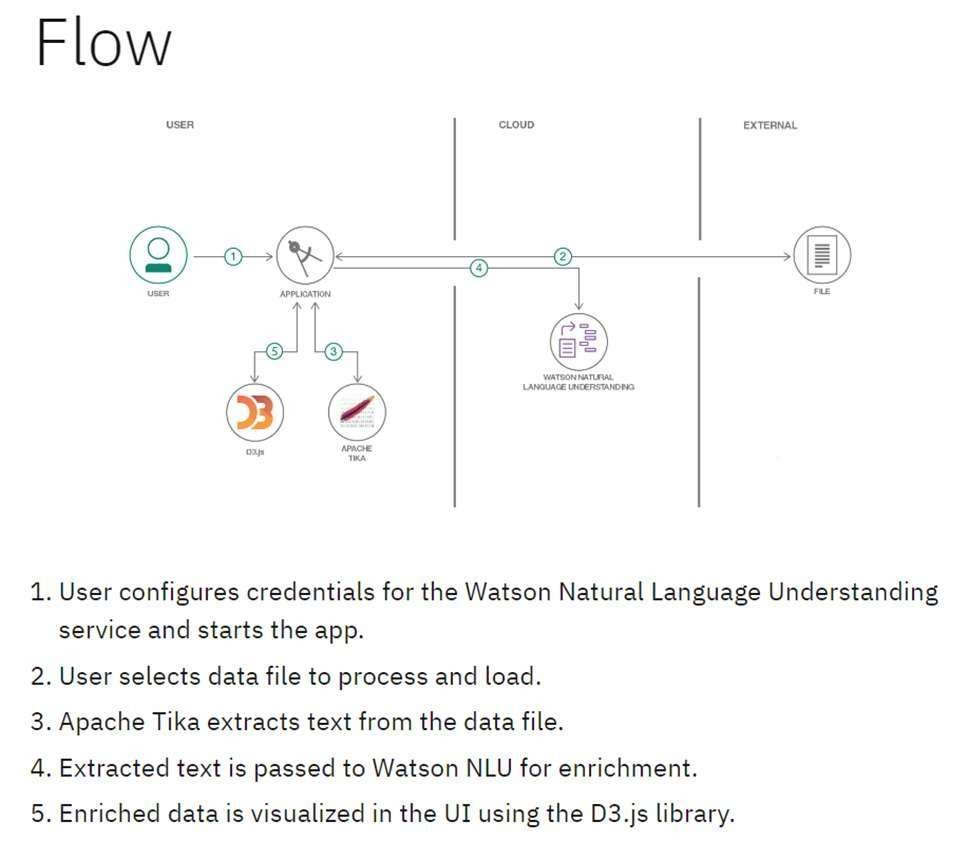 Flow
USER
CLOUD
EXTERNAL
1
2
4
USER
APPLICATION
FILE
5
3
WATSON NATURAL
LANGUAGE UNDERSTANDING
D3.js
APACHE
TIKA
1. User configures credentials for the Watson Natural Language Understanding
service and starts the app.
2. User selects data file to process and load.
3. Apache Tika extracts text from the data file.
4. Extracted text is passed to Watson NLU for enrichment.
5. Enriched data is visualized in the UI using the D3.js library.